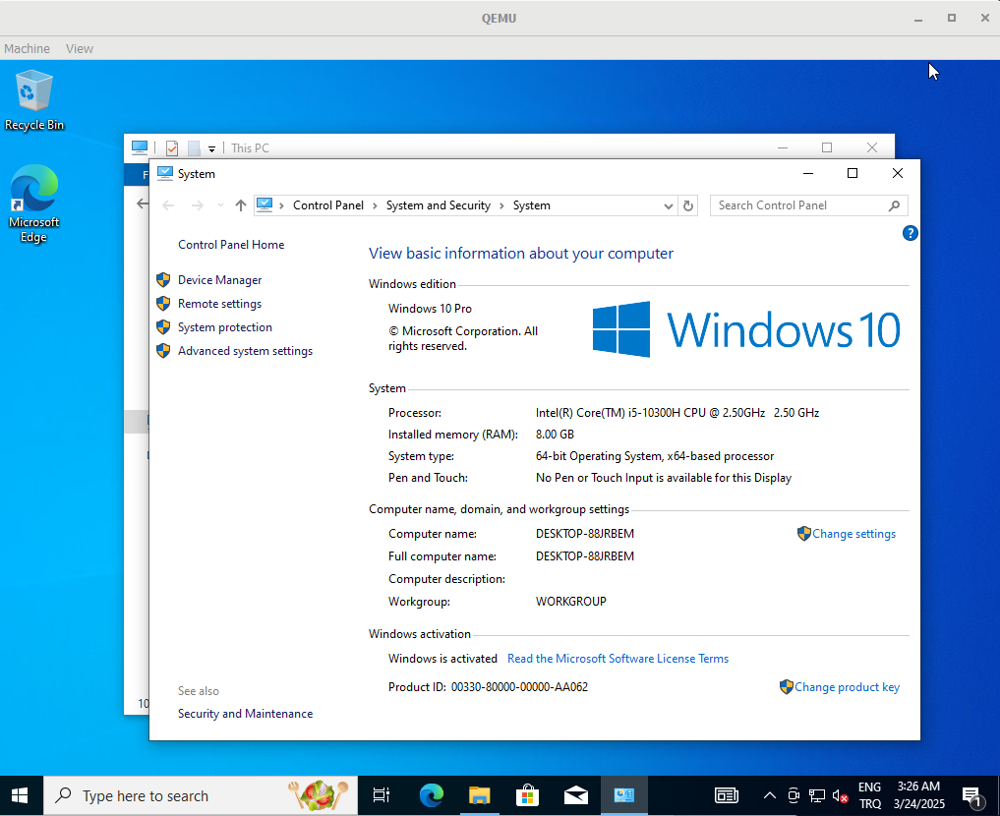 QEMU
Machine View
Recycle Bin
Microsoft
Edge
This PC
F
System
Control Panel System and Security System
Search Control Panel
?
Control Panel Home
Device Manager
Remote settings
System protection
Advanced system settings
View basic information about your computer
Windows edition
Windows 10 Pro
© Microsoft Corporation. All
rights reserved.
Windows 10
System
Processor: Intel(R) Core(TM) i5-10300H CPU @ 2.50GHz 2.50 GHz
Installed memory (RAM): 8.00 GB
System type: 64-bit Operating System, x64-based processor
Pen and Touch: No Pen or Touch Input is available for this Display
Computer name, domain, and workgroup settings
Computer name: DESKTOP-88JRBEM
Change settings
Full computer name: DESKTOP-88JRBEM
Computer description:
Workgroup: WORKGROUP
Windows activation
Windows is activated Read the Microsoft Software License Terms
Product ID: 00330-80000-00000-AA062
Change product key
See also
Security and Maintenance
10
Type here to search
ENG
TRQ
3:26 AM
3/24/2025
1